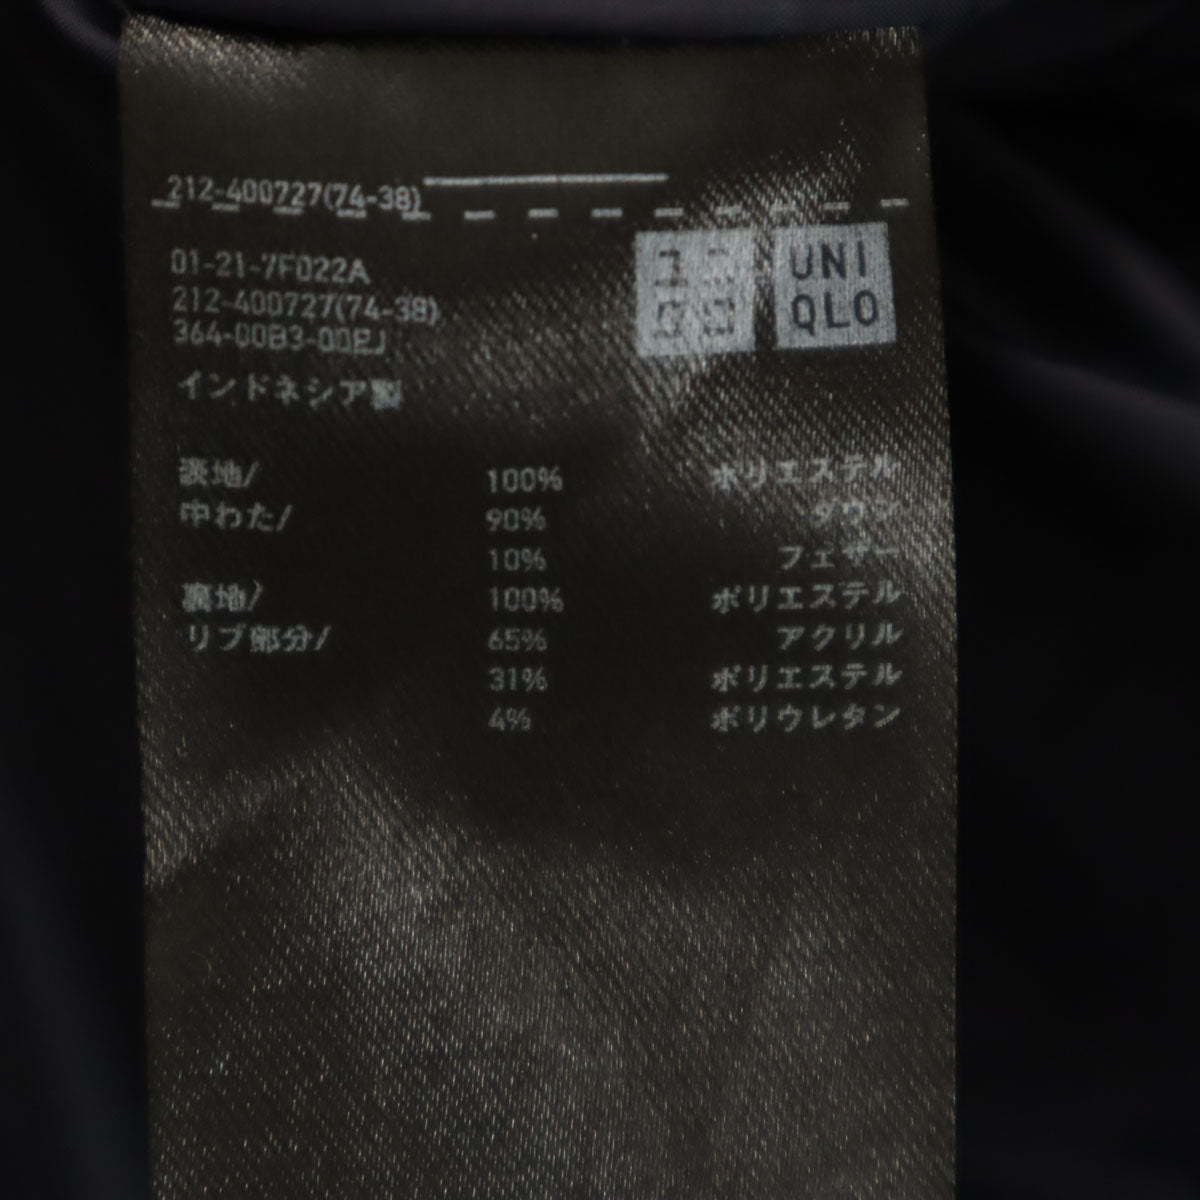 212-400727(74-38)
01-21-7F022A
212-400727(74-38)
364-00B3-00EJ
インドネシア製
ユニ
クロ
UNI
QLO
表地/ 100% ポリエステル
中わた/ 90% ダウン
10% フェザー
裏地/ 100% ポリエステル
リブ部分/ 65% アクリル
31% ポリエステル
4% ポリウレタン